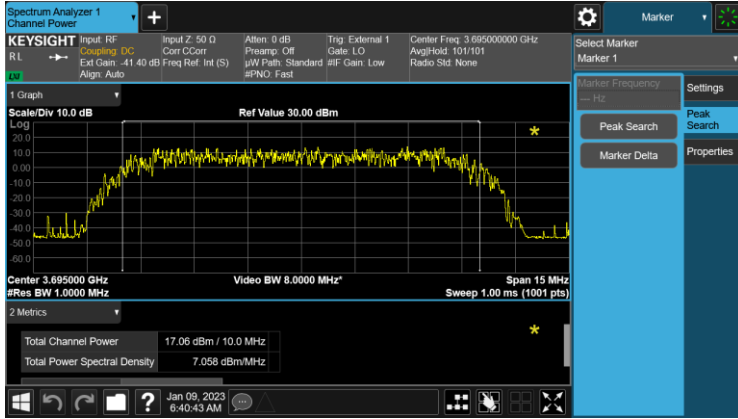 Spectrum Analyzer 1
Channel Power
+
Marker
KEYSIGHT
RL
LXI
Input: RF
Coupling: DC
Ext Gain: -41.40 dB
Align: Auto
Input Z: 50 Ω
Corr CCorr
Freq Ref: Int (S)
Atten: 0 dB
Preamp: Off
µW Path: Standard
#PNO: Fast
Trig: External 1
Gate: LO
#IF Gain: Low
Center Freq: 3.695000000 GHz
Avg|Hold: 101/101
Radio Std: None
Select Marker
Marker 1
Marker Frequency
--- Hz
Peak Search
Marker Delta
Settings
Peak
Search
Properties
1 Graph
Scale/Div 10.0 dB
Ref Value 30.00 dBm
Log
20.0
10.0
0.00
-10.0
-20.0
-30.0
-40.0
-50.0
-60.0
Center 3.695000 GHz
Video BW 8.0000 MHz*
Span 15 MHz
#Res BW 1.0000 MHz
Sweep 1.00 ms (1001 pts)
2 Metrics
Total Channel Power 17.06 dBm / 10.0 MHz
Total Power Spectral Density 7.058 dBm/MHz
?
Jan 09, 2023
6:40:43 AM